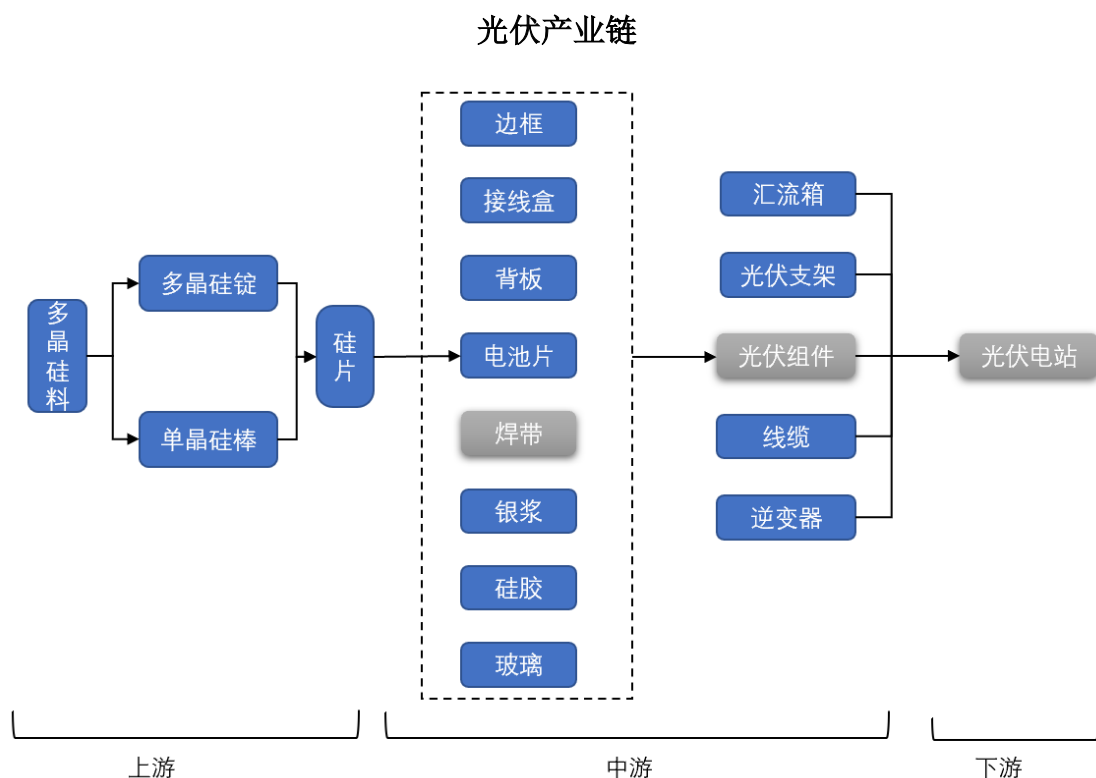 光伏产业链
多
晶
硅
料
多晶硅锭
单晶硅棒
硅
片
边框
接线盒
背板
电池片
焊带
银浆
硅胶
玻璃
汇流箱
光伏支架
光伏组件
线缆
逆变器
光伏电站
上游
中游
下游